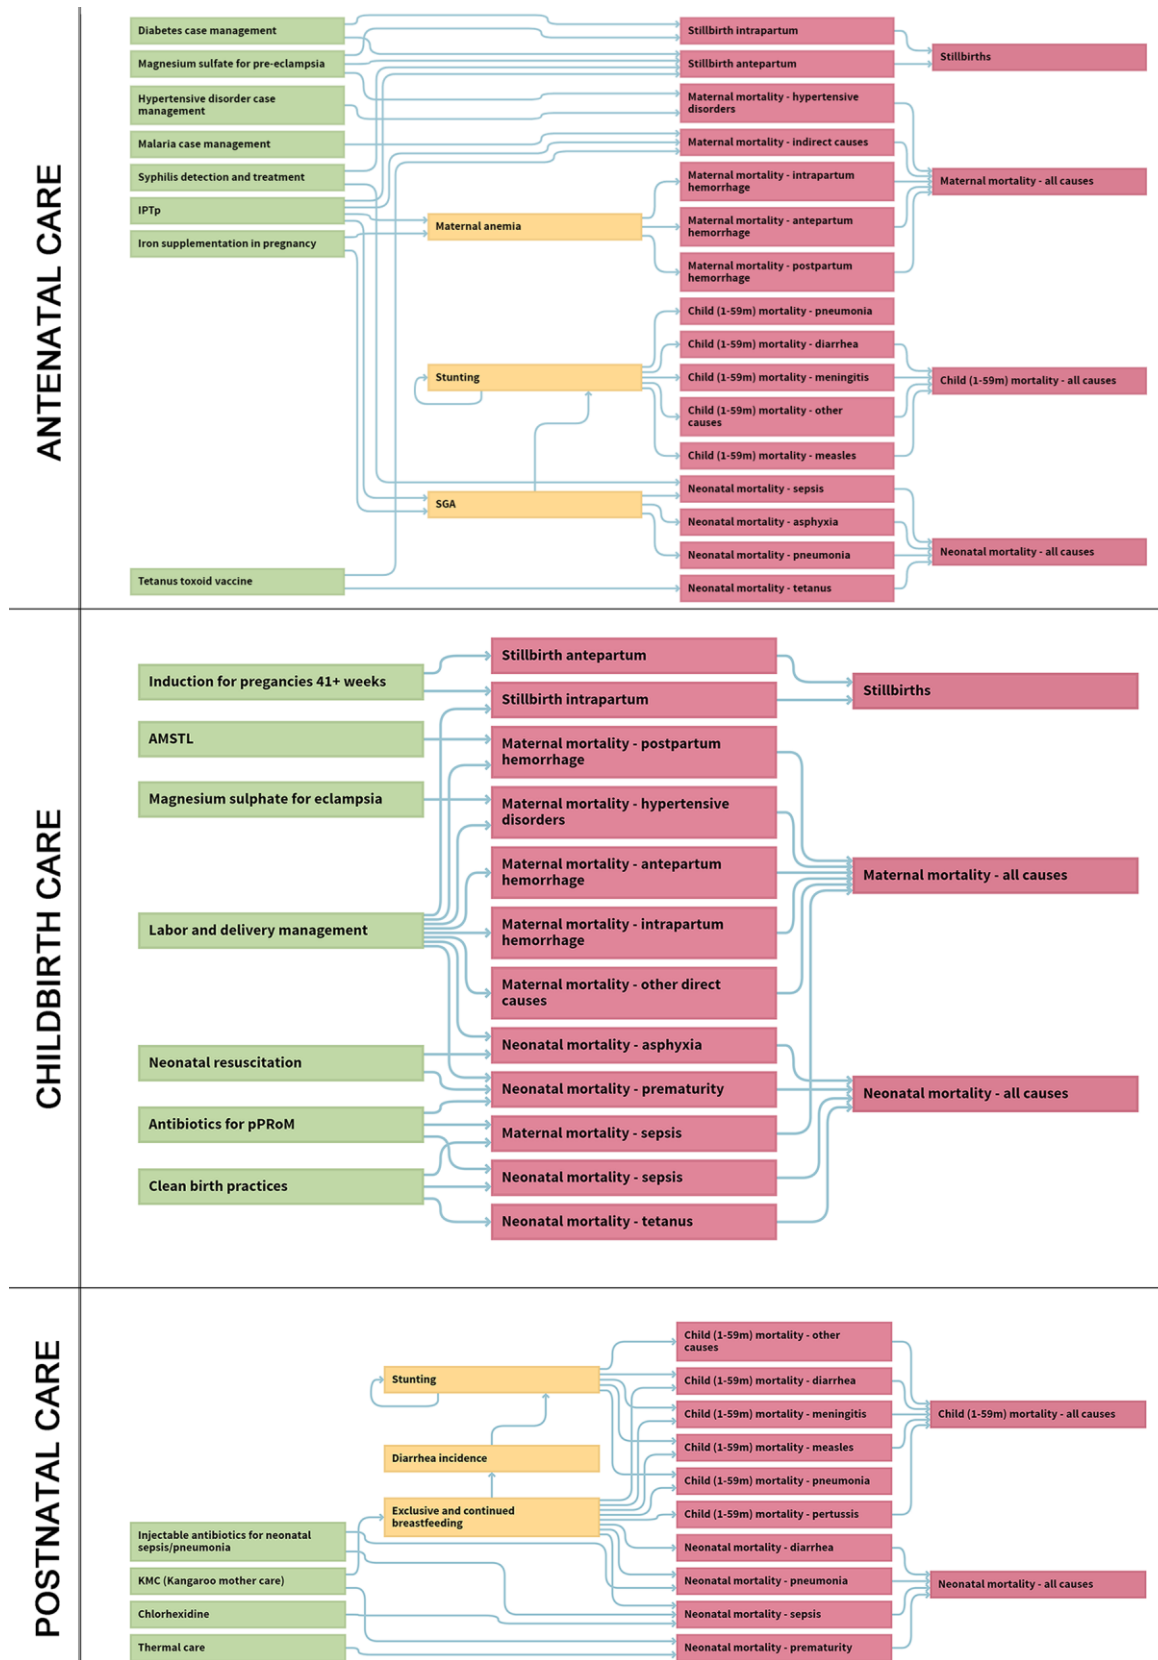 ANTENATAL CARE
Diabetes case management
Magnesium sulfate for pre-eclampsia
Hypertensive disorder case
management
Malaria case management
Syphilis detection and treatment
IPTp
Iron supplementation in pregnancy
Tetanus toxoid vaccine
Maternal anemia
Stunting
SGA
Stillbirth intrapartum
Stillbirth antepartum
Maternal mortality - hypertensive
disorders
Maternal mortality - indirect causes
Maternal mortality - intrapartum
hemorrhage
Maternal mortality - antepartum
hemorrhage
Maternal mortality - postpartum
hemorrhage
Child (1-59m) mortality - pneumonia
Child (1-59m) mortality - diarrhea
Child (1-59m) mortality - meningitis
Child (1-59m) mortality - other
causes
Child (1-59m) mortality - measles
Neonatal mortality - sepsis
Neonatal mortality - asphyxia
Neonatal mortality - pneumonia
Neonatal mortality - tetanus
Stillbirths
Maternal mortality - all causes
Child (1-59m) mortality - all causes
Neonatal mortality - all causes
CHILDBIRTH CARE
Induction for pregancies 41+ weeks
AMSTL
Magnesium sulphate for eclampsia
Labor and delivery management
Neonatal resuscitation
Antibiotics for pPRoM
Clean birth practices
Stillbirth antepartum
Stillbirth intrapartum
Maternal mortality - postpartum
hemorrhage
Maternal mortality - hypertensive
disorders
Maternal mortality - antepartum
hemorrhage
Maternal mortality - intrapartum
hemorrhage
Maternal mortality - other direct
causes
Neonatal mortality - asphyxia
Neonatal mortality - prematurity
Maternal mortality - sepsis
Neonatal mortality - sepsis
Neonatal mortality - tetanus
Stillbirths
Maternal mortality - all causes
Neonatal mortality - all causes
POSTNATAL CARE
Injectable antibiotics for neonatal
sepsis/pneumonia
KMC (Kangaroo mother care)
Chlorhexidine
Thermal care
Stunting
Diarrhea incidence
Exclusive and continued
breastfeeding
Child (1-59m) mortality - other
causes
Child (1-59m) mortality - diarrhea
Child (1-59m) mortality - meningitis
Child (1-59m) mortality - measles
Child (1-59m) mortality - pneumonia
Child (1-59m) mortality - pertussis
Neonatal mortality - diarrhea
Neonatal mortality - pneumonia
Neonatal mortality - sepsis
Neonatal mortality - prematurity
Child (1-59m) mortality - all causes
Neonatal mortality - all causes